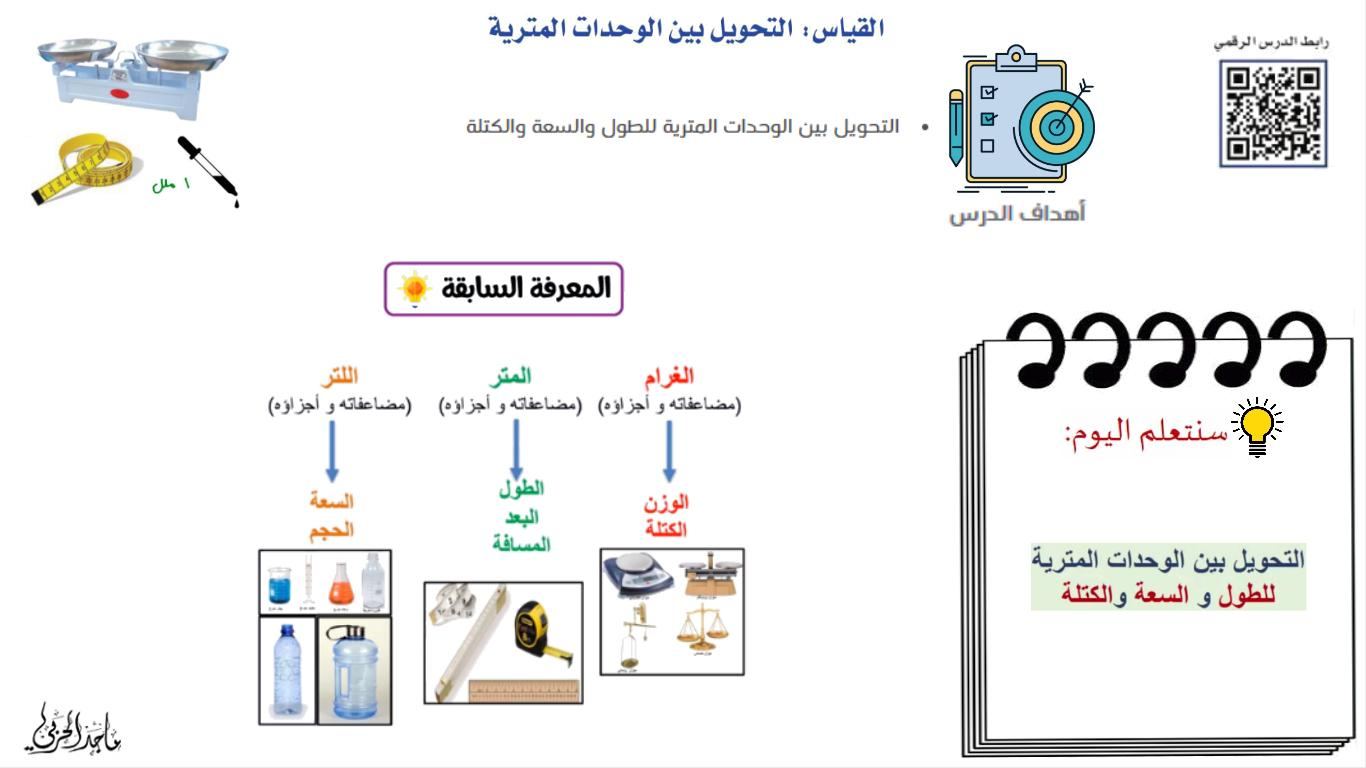 القياس: التحويل بين الوحدات المترية
رابط الدرس الرقمي
• التحويل بين الوحدات المترية للطول والسعة والكتلة
أهداف الدرس
١ ملل
المعرفة السابقة
الغرام
(مضاعفاته و أجزاؤه)
الوزن
الكتلة
المتر
(مضاعفاته و أجزاؤه)
الطول
البعد
المسافة
اللتر
(مضاعفاته و أجزاؤه)
السعة
الحجم
سنتعلم اليوم:
التحويل بين الوحدات المترية
للطول و السعة والكتلة
ماجد الحربي